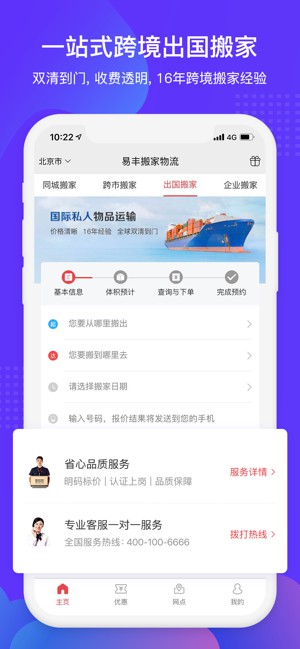 一站式跨境出国搬家
双清到门, 收费透明, 16年跨境搬家经验
10:22
4G
北京市
易丰搬家物流
同城搬家
跨市搬家
出国搬家
企业搬家
国际私人物品运输
价格清晰 16年经验 全球双清到门
基本信息
体积预计
查询与下单
完成预约
起 您要从哪里搬出
达 您要搬到哪里去
请选择搬家日期
输入号码，报价结果将发送到您的手机
省心品质服务
明码标价 | 认证上岗 | 品质保障
服务详情 >
专业客服一对一服务
全国服务热线: 400-100-6666
拨打热线 >
主页
优惠
网点
我的